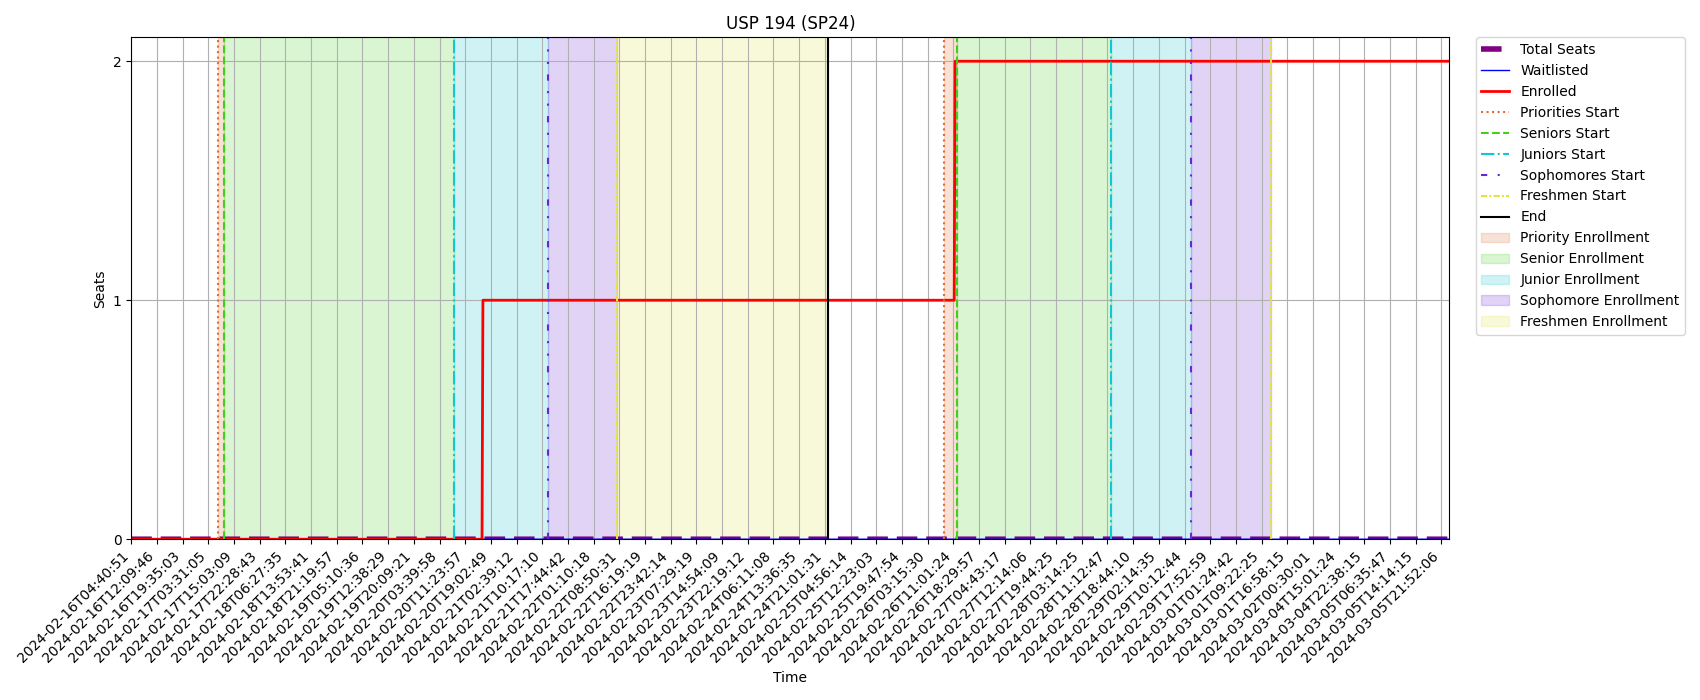 USP 194 (SP24)
Seats
2
1
0
Total Seats
Waitlisted
Enrolled
Priorities Start
Seniors Start
Juniors Start
Sophomores Start
Freshmen Start
End
Priority Enrollment
Senior Enrollment
Junior Enrollment
Sophomore Enrollment
Freshmen Enrollment
2024-02-16T04:40:51
2024-02-16T12:09:46
2024-02-16T19:35:03
2024-02-17T03:31:05
2024-02-17T15:03:09
2024-02-17T22:28:43
2024-02-18T06:27:35
2024-02-18T13:53:41
2024-02-18T21:19:57
2024-02-19T05:10:36
2024-02-19T12:38:29
2024-02-19T20:09:21
2024-02-20T03:39:58
2024-02-20T11:23:57
2024-02-20T19:02:49
2024-02-21T02:39:12
2024-02-21T10:17:10
2024-02-21T17:44:42
2024-02-22T01:10:18
2024-02-22T08:50:31
2024-02-22T16:19:19
2024-02-22T23:42:14
2024-02-23T07:29:19
2024-02-23T14:54:09
2024-02-23T22:19:12
2024-02-24T06:11:08
2024-02-24T13:36:35
2024-02-24T21:01:31
2024-02-25T04:56:14
2024-02-25T12:23:03
2024-02-25T19:47:54
2024-02-26T03:15:30
2024-02-26T11:01:24
2024-02-26T18:29:57
2024-02-27T04:43:17
2024-02-27T12:14:06
2024-02-27T19:44:25
2024-02-28T03:14:25
2024-02-28T11:12:47
2024-02-28T18:44:10
2024-02-29T02:14:35
2024-02-29T10:12:44
2024-02-29T17:52:59
2024-03-01T01:24:42
2024-03-01T09:22:25
2024-03-01T16:58:15
2024-03-02T00:30:01
2024-03-04T15:01:24
2024-03-04T22:38:15
2024-03-05T06:35:47
2024-03-05T14:14:15
2024-03-05T21:52:06
Time